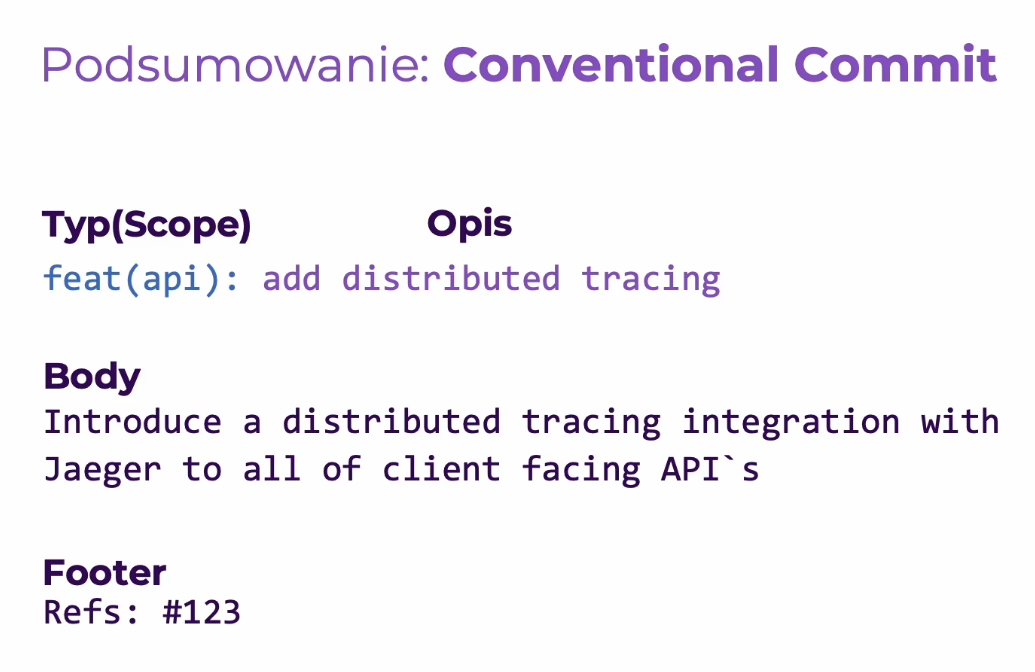 Podsumowanie: Conventional Commit
Typ(Scope) Opis
feat(api): add distributed tracing
Body
Introduce a distributed tracing integration with
Jaeger to all of client facing API`s
Footer
Refs: #123